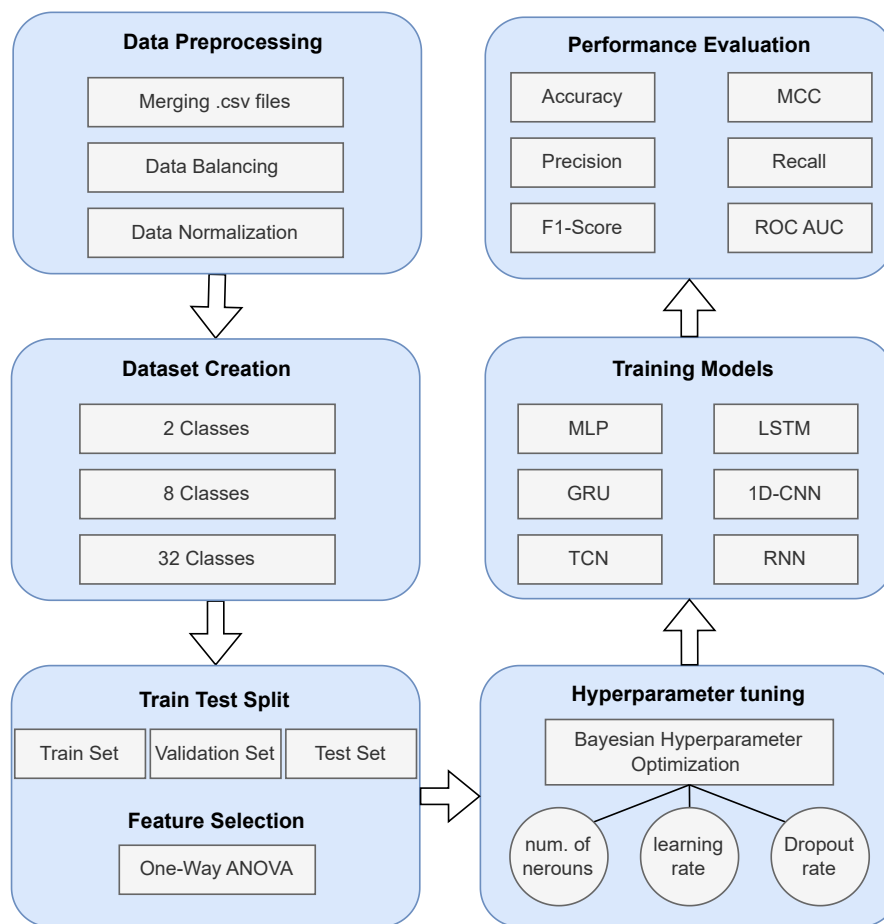 Data Preprocessing
Merging .csv files
Data Balancing
Data Normalization
Dataset Creation
2 Classes
8 Classes
32 Classes
Train Test Split
Train Set
Validation Set
Test Set
Feature Selection
One-Way ANOVA
Hyperparameter tuning
Bayesian Hyperparameter
Optimization
num. of
nerouns
learning
rate
Dropout
rate
Training Models
MLP
LSTM
GRU
1D-CNN
TCN
RNN
Performance Evaluation
Accuracy
MCC
Precision
Recall
F1-Score
ROC AUC